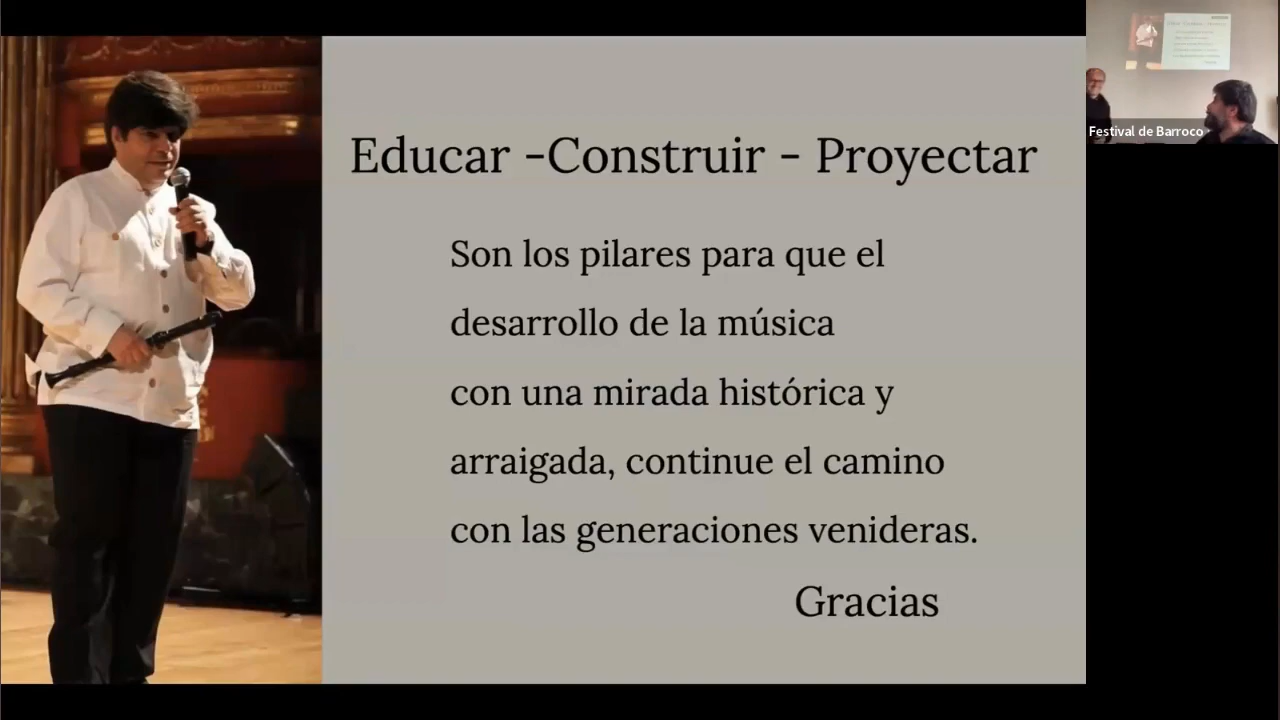 Educar -Construir - Proyectar
Son los pilares para que el
desarrollo de la música
con una mirada histórica y
arraigada, continue el camino
con las generaciones venideras.
Gracias
Festival de Barroco